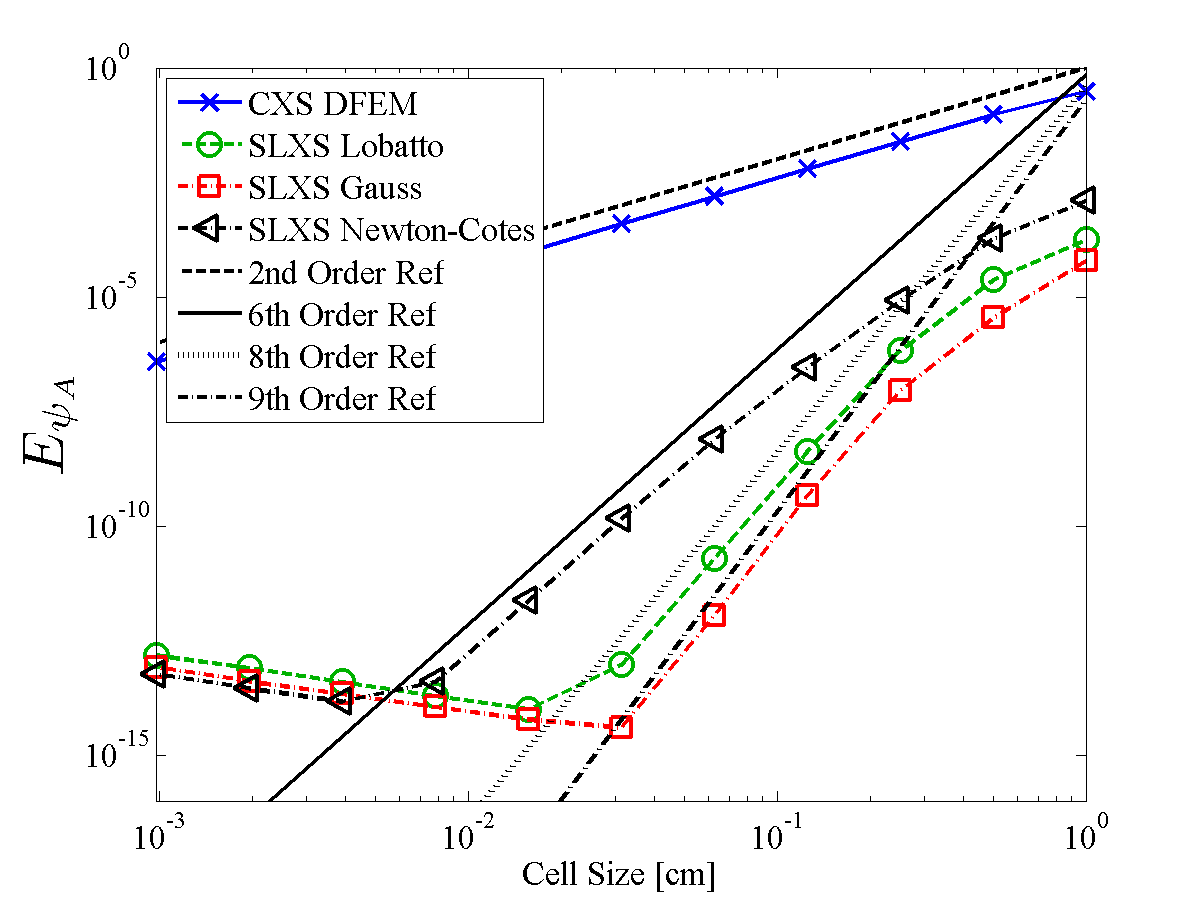 10^0
10^-5
10^-10
10^-15
E_{ψ_A}
CXS DFEM
SLXS Lobatto
SLXS Gauss
SLXS Newton-Cotes
2nd Order Ref
6th Order Ref
8th Order Ref
9th Order Ref
10^-3
10^-2
10^-1
10^0
Cell Size [cm]